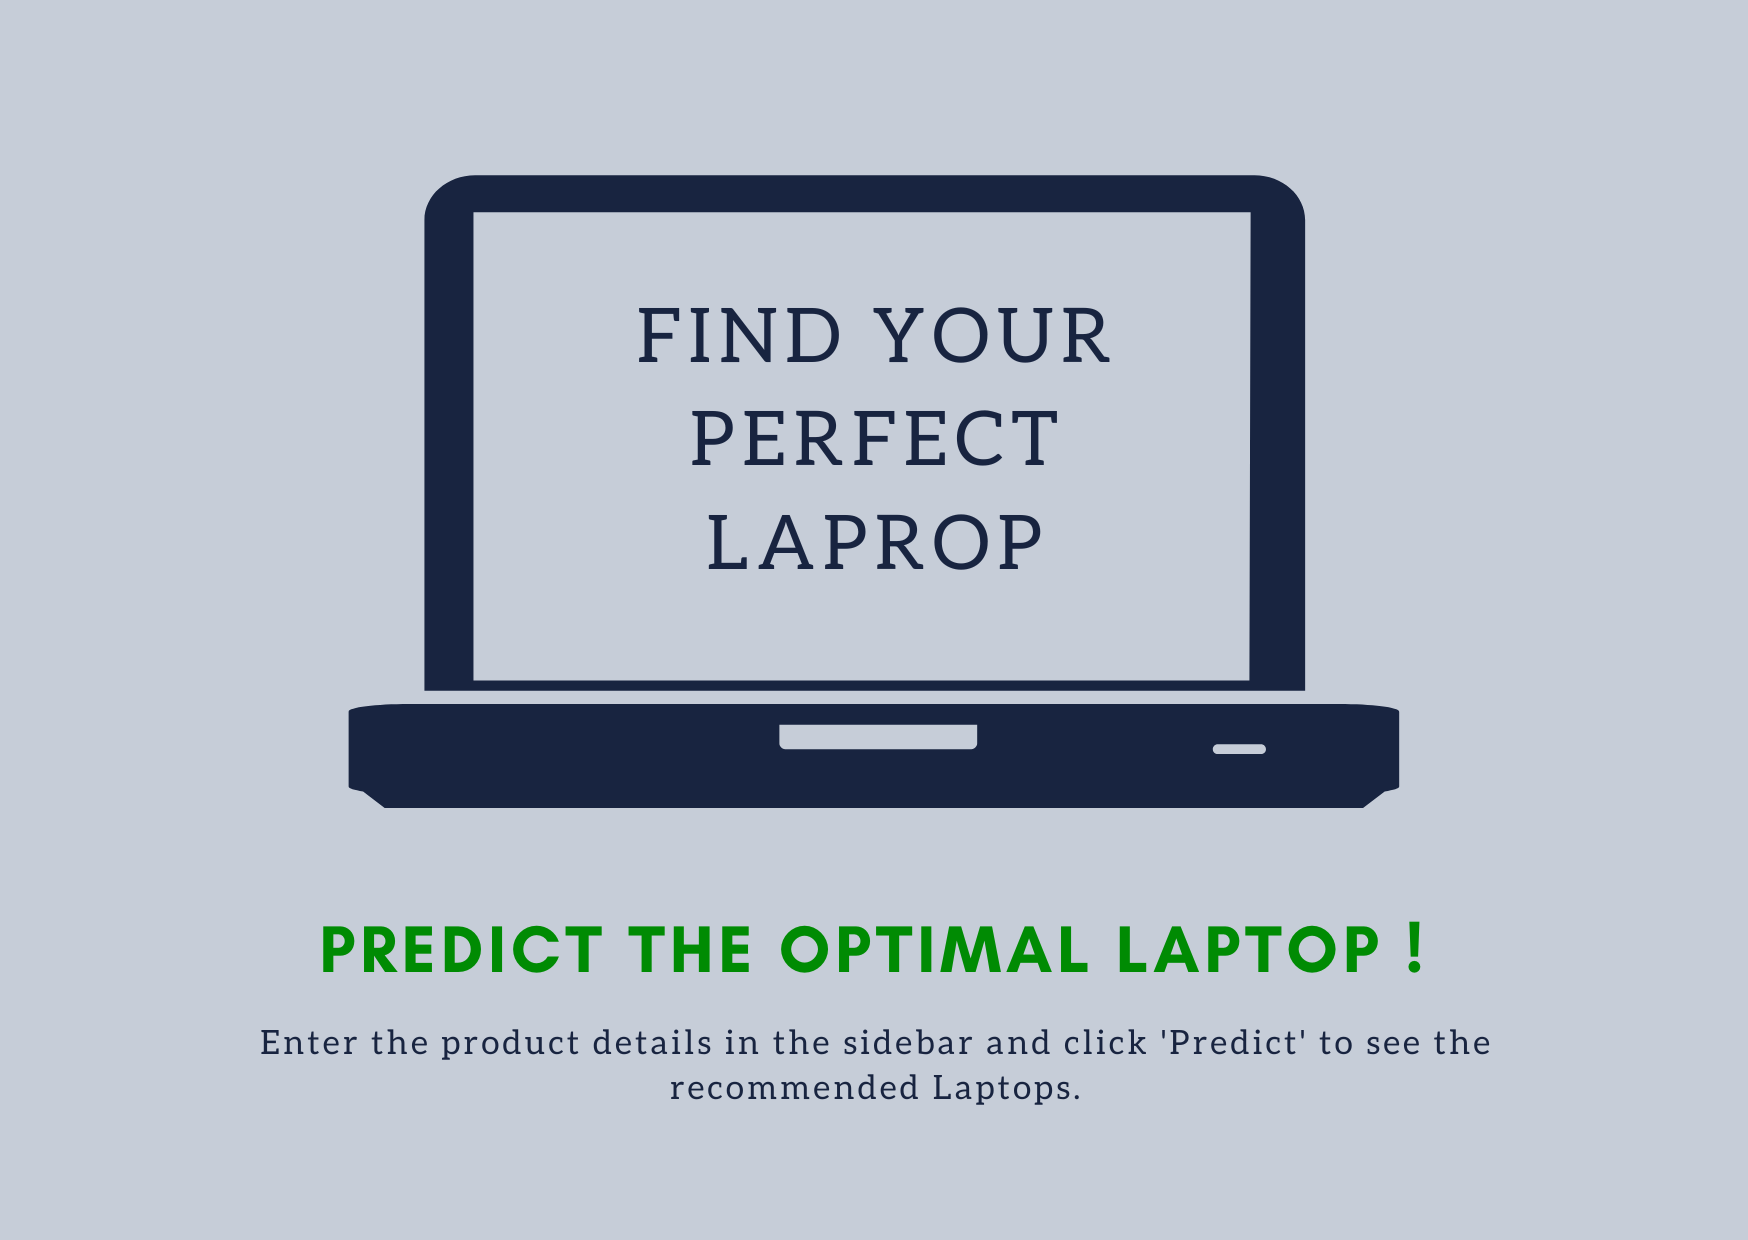 FIND YOUR
PERFECT
LAPROP
PREDICT THE OPTIMAL LAPTOP !
Enter the product details in the sidebar and click 'Predict' to see the
recommended Laptops.